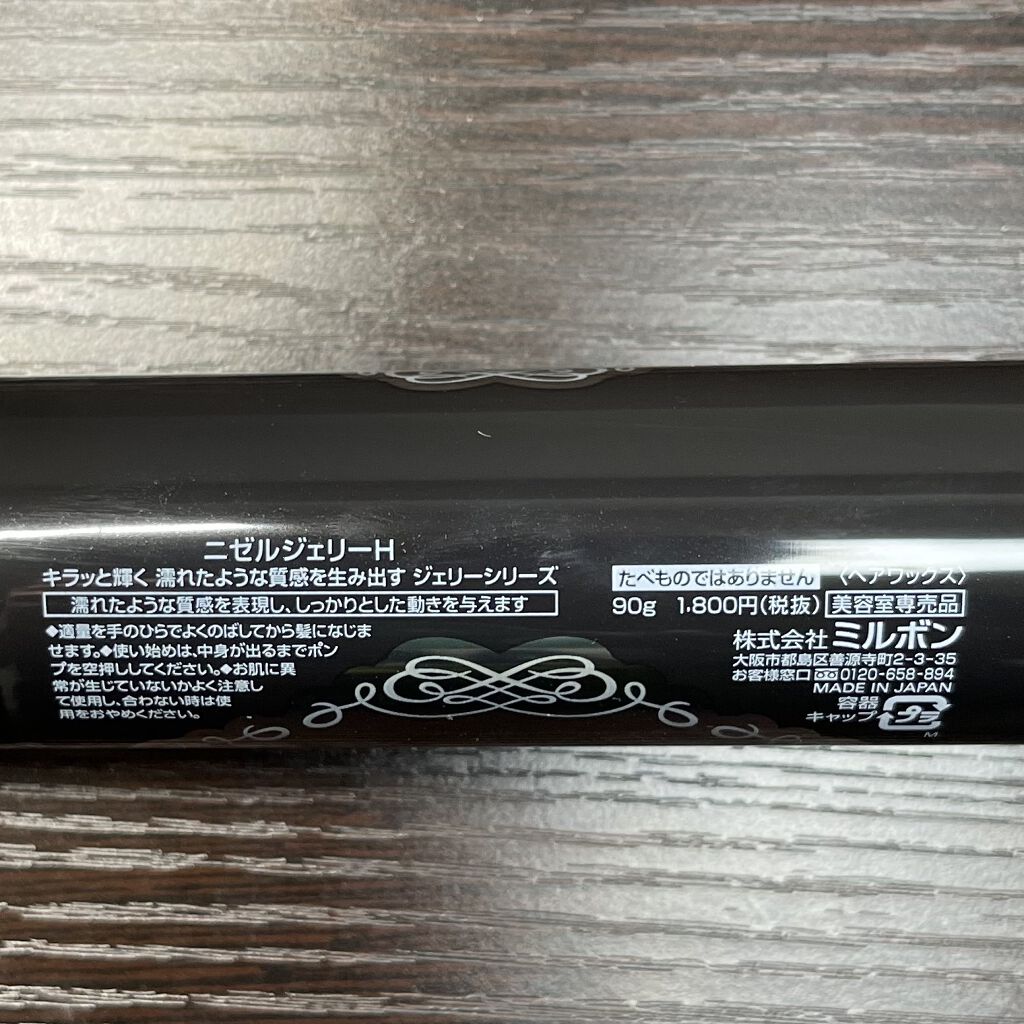 ニゼルジェリーH
キラッと輝く 濡れたような質感を生み出す ジェリーシリーズ
濡れたような質感を表現し、しっかりとした動きを与えます
◆適量を手のひらでよくのばしてから髪になじま
せます。◆使い始めは、中身が出るまでポン
プを空押ししてください。◆お肌に異
常が生じていないかよく注意し
て使用し、合わない時は使
用をおやめください。
たべものではありません 〈ヘアワックス〉
90g 1,800円(税抜) 美容室専売品
株式会社 ミルボン
大阪市都島区善源寺町2-3-35
お客様窓口 0120-658-894
MADE IN JAPAN
容器
キャップ プラ
M